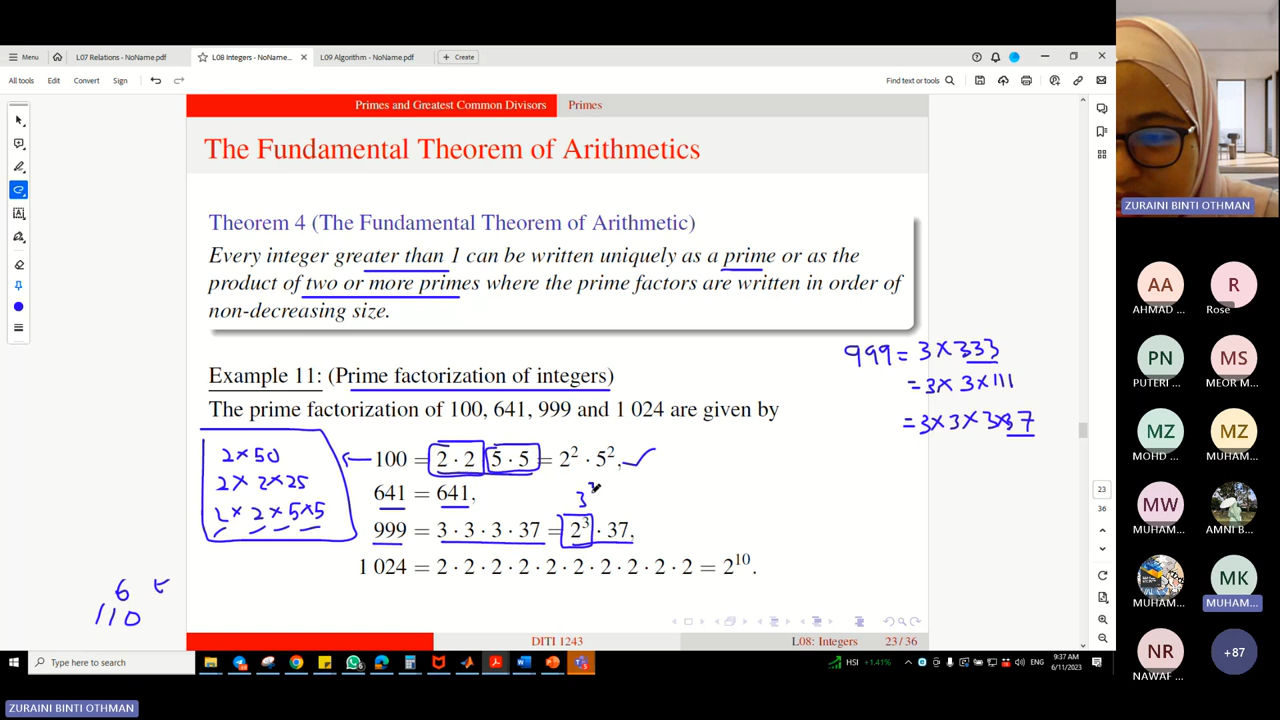 Menu
L07 Relations - NoName.pdf
L08 Integers - NoName...
L09 Algorithm - NoName.pdf
Create
All tools
Edit
Convert
Sign
Find text or tools
Primes and Greatest Common Divisors
Primes
The Fundamental Theorem of Arithmetics
Theorem 4 (The Fundamental Theorem of Arithmetic)
Every integer greater than 1 can be written uniquely as a prime or as the
product of two or more primes where the prime factors are written in order of
non-decreasing size.
Example 11: (Prime factorization of integers)
The prime factorization of 100, 641, 999 and 1 024 are given by
100 = 2 · 2 5 · 5 = 2² · 5²,
641 = 641,
3³
999 = 3 · 3 · 3 · 37 = 2³ · 37,
1 024 = 2 · 2 · 2 · 2 · 2 · 2 · 2 · 2 · 2 · 2 = 2¹⁰.
2 × 50
2 × 2 × 25
2 × 2 × 5 × 5
6
110
999 = 3 × 333
= 3 × 3 × 111
= 3 × 3 × 3 × 37
DITI 1243
L08: Integers
23 / 36
23
36
Type here to search
HSI +1.41%
ENG
9:37 AM
6/11/2023
ZURAINI BINTI OTHMAN
AA
AHMAD ...
R
Rose
PN
PUTERI ...
MS
MEOR M...
MZ
MOHD ...
MZ
MUHAM...
MW
MUHAM...
AMNI B...
MUHAM...
MK
MUHAM...
NR
NAWAF ...
+87
ZURAINI BINTI OTHMAN